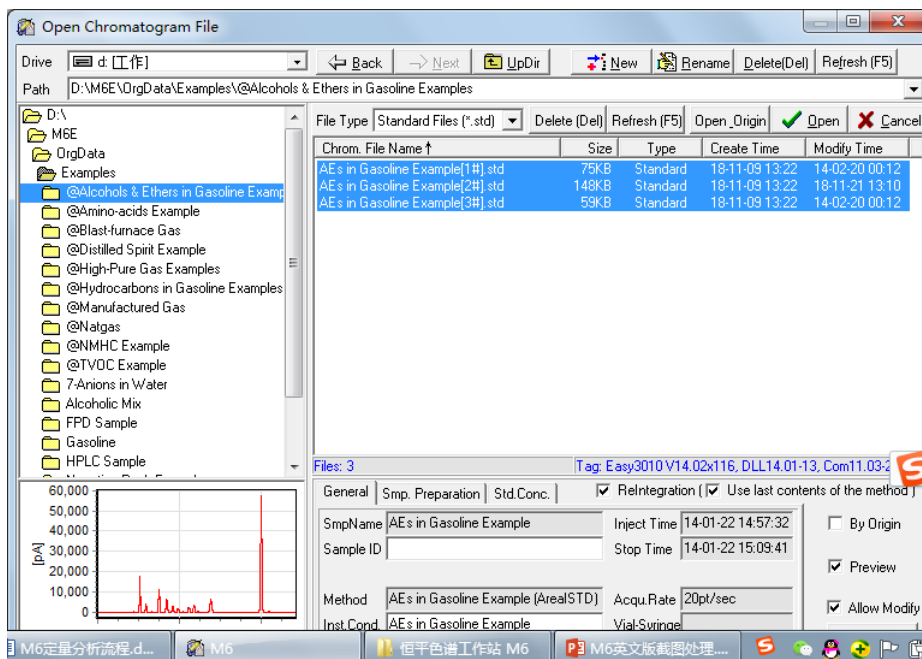 Open Chromatogram File
Drive d: [工作] Back Next UpDir New Rename Delete(Del) Refresh (F5)
Path D:\M6E\OrgData\Examples\@Alcohols & Ethers in Gasoline Examples
D:\
M6E
OrgData
Examples
@Alcohols & Ethers in Gasoline Examp
@Amino-acids Example
@Blast-furnace Gas
@Distilled Spirit Example
@High-Pure Gas Examples
@Hydrocarbons in Gasoline Examples
@Manufactured Gas
@Natgas
@NMHC Example
@TVOC Example
7-Anions in Water
Alcoholic Mix
FPD Sample
Gasoline
HPLC Sample
File Type Standard Files (*.std) Delete (Del) Refresh (F5) Open_Origin Open Cancel
Chrom. File Name↑ Size Type Create Time Modify Time
AEs in Gasoline Example[1#].std 75KB Standard 18-11-09 13:22 14-02-20 00:12
AEs in Gasoline Example[2#].std 148KB Standard 18-11-09 13:22 18-11-21 13:10
AEs in Gasoline Example[3#].std 59KB Standard 18-11-09 13:22 14-02-20 00:12
Files: 3 Tag: Easy3010 V14.02x116, DLL14.01-13, Com11.03-2
60,000
50,000
40,000
30,000
20,000
10,000
0
[pA]
General Smp. Preparation Std.Conc. ReIntegration ( Use last contents of the method )
SmpName AEs in Gasoline Example Inject Time 14-01-22 14:57:32 By Origin
Sample ID Stop Time 14-01-22 15:09:41
Preview
Method AEs in Gasoline Example (AreaISTD) Acqu.Rate 20pt/sec Allow Modify
Inst.Cond. AEs in Gasoline Example Vial-Syringe
M6定量分析流程.d... M6 恒平色谱工作站 M6 M6英文版截图处理....